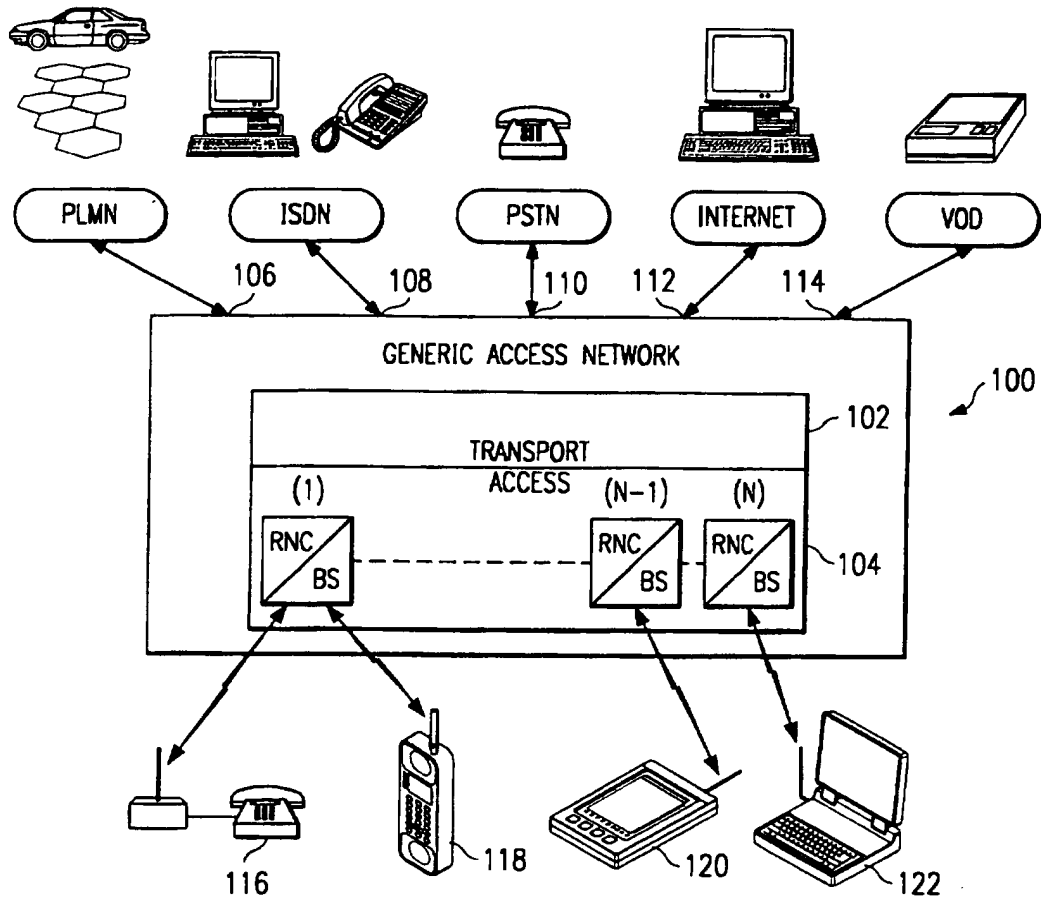 PLMN
ISDN
PSTN
INTERNET
VOD
106
108
110
112
114
GENERIC ACCESS NETWORK
100
102
TRANSPORT
ACCESS
(1)
(N-1)
(N)
RNC
BS
RNC
BS
RNC
BS
104
116
118
120
122